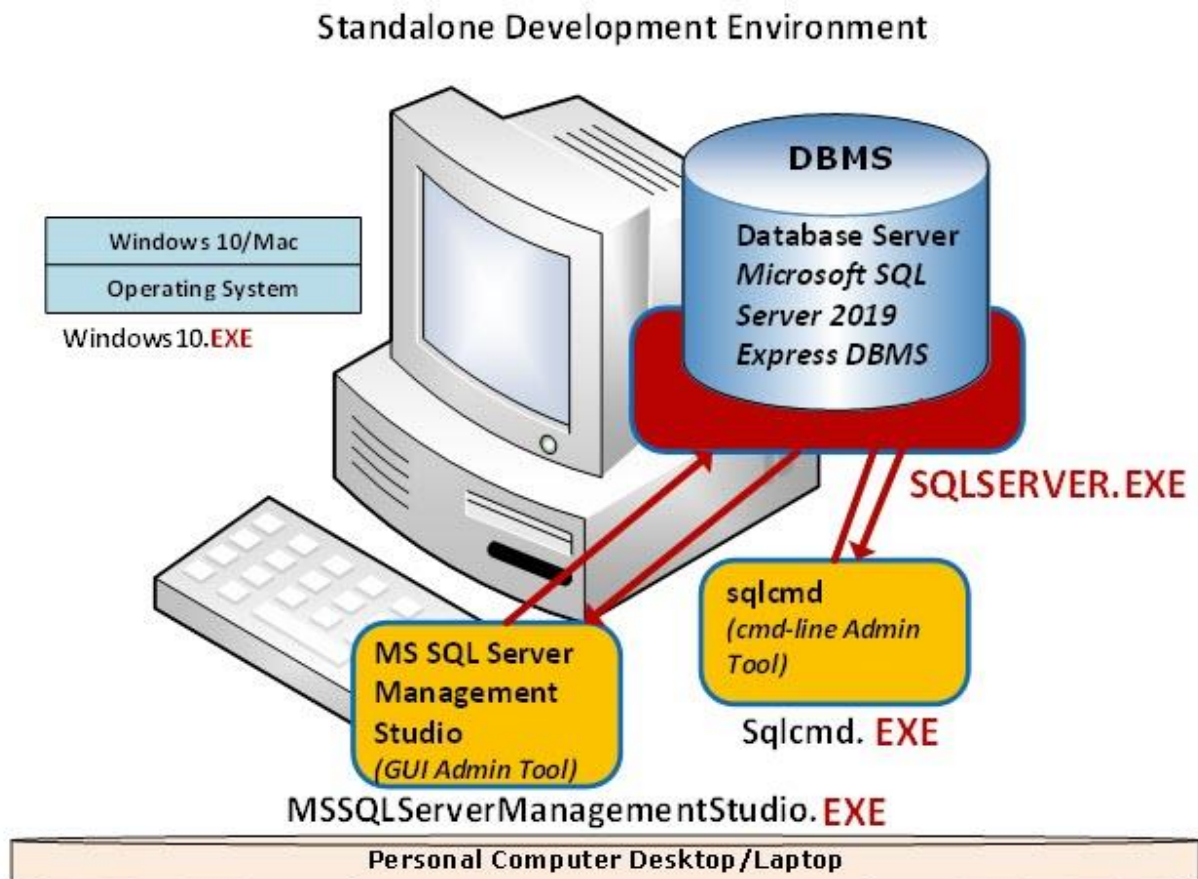 Standalone Development Environment
DBMS
Database Server
Microsoft SQL
Server 2019
Express DBMS
Windows 10/Mac
Operating System
Windows10.EXE
SQLSERVER.EXE
sqlcmd
(cmd-line Admin
Tool)
Sqlcmd. EXE
MS SQL Server
Management
Studio
(GUI Admin Tool)
MSSQLServerManagementStudio. EXE
Personal Computer Desktop/Laptop